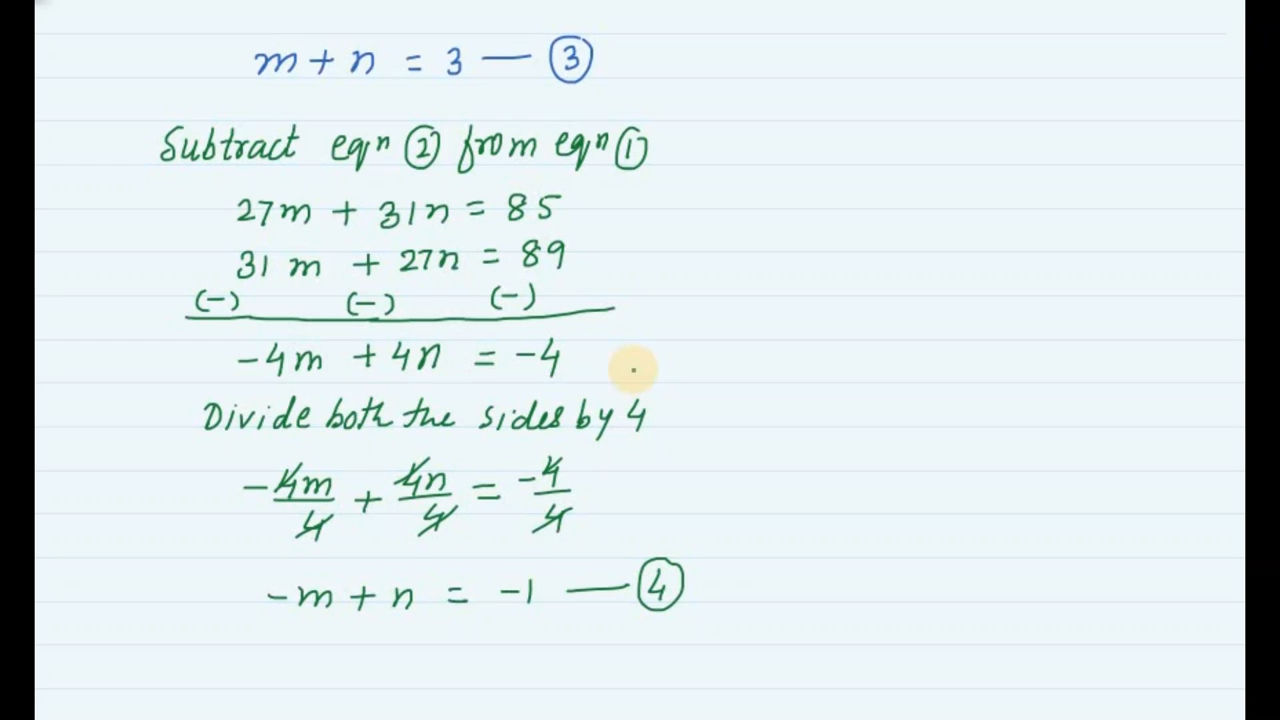 m + n = 3 — ③
Subtract eqⁿ ② from eqⁿ ①
27m + 31n = 85
31m + 27n = 89
(-) (-) (-)
-4m + 4n = -4
Divide both the sides by 4
-4m/4 + 4n/4 = -4/4
-m + n = -1 — ④